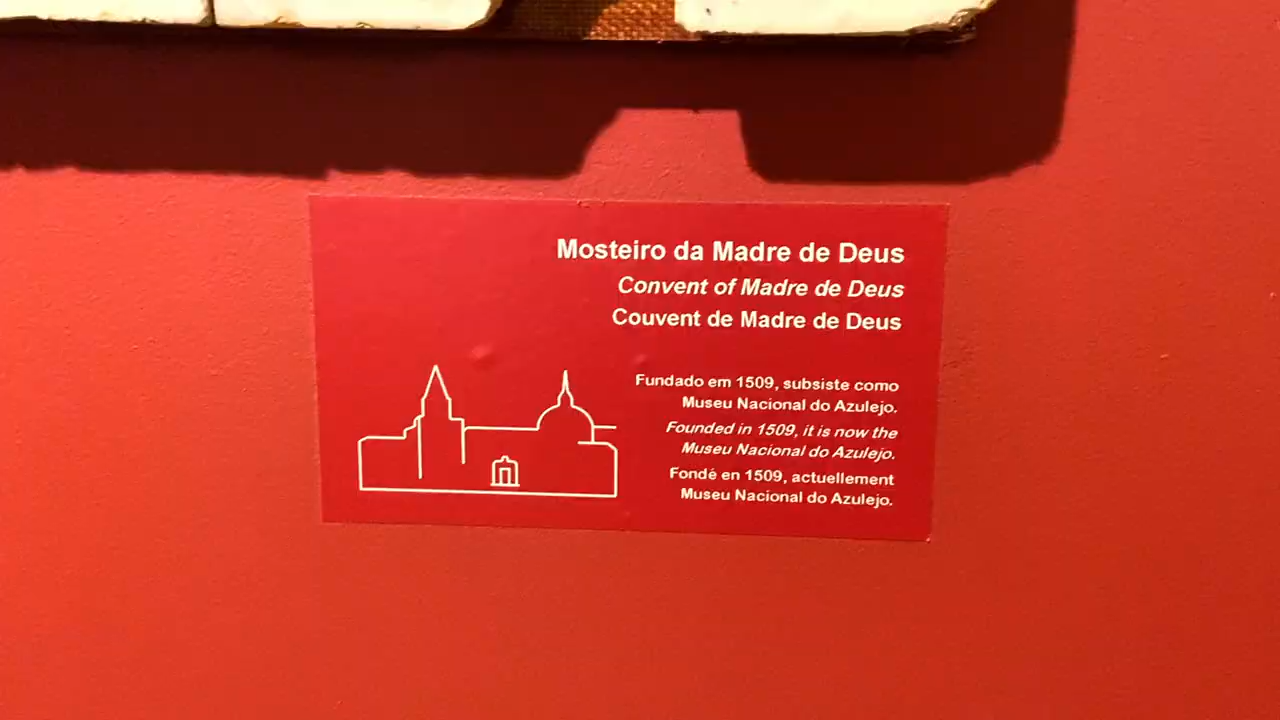 Mosteiro da Madre de Deus
Convent of Madre de Deus
Couvent de Madre de Deus
Fundado em 1509, subsiste como
Museu Nacional do Azulejo.
Founded in 1509, it is now the
Museu Nacional do Azulejo.
Fondé en 1509, actuellement
Museu Nacional do Azulejo.